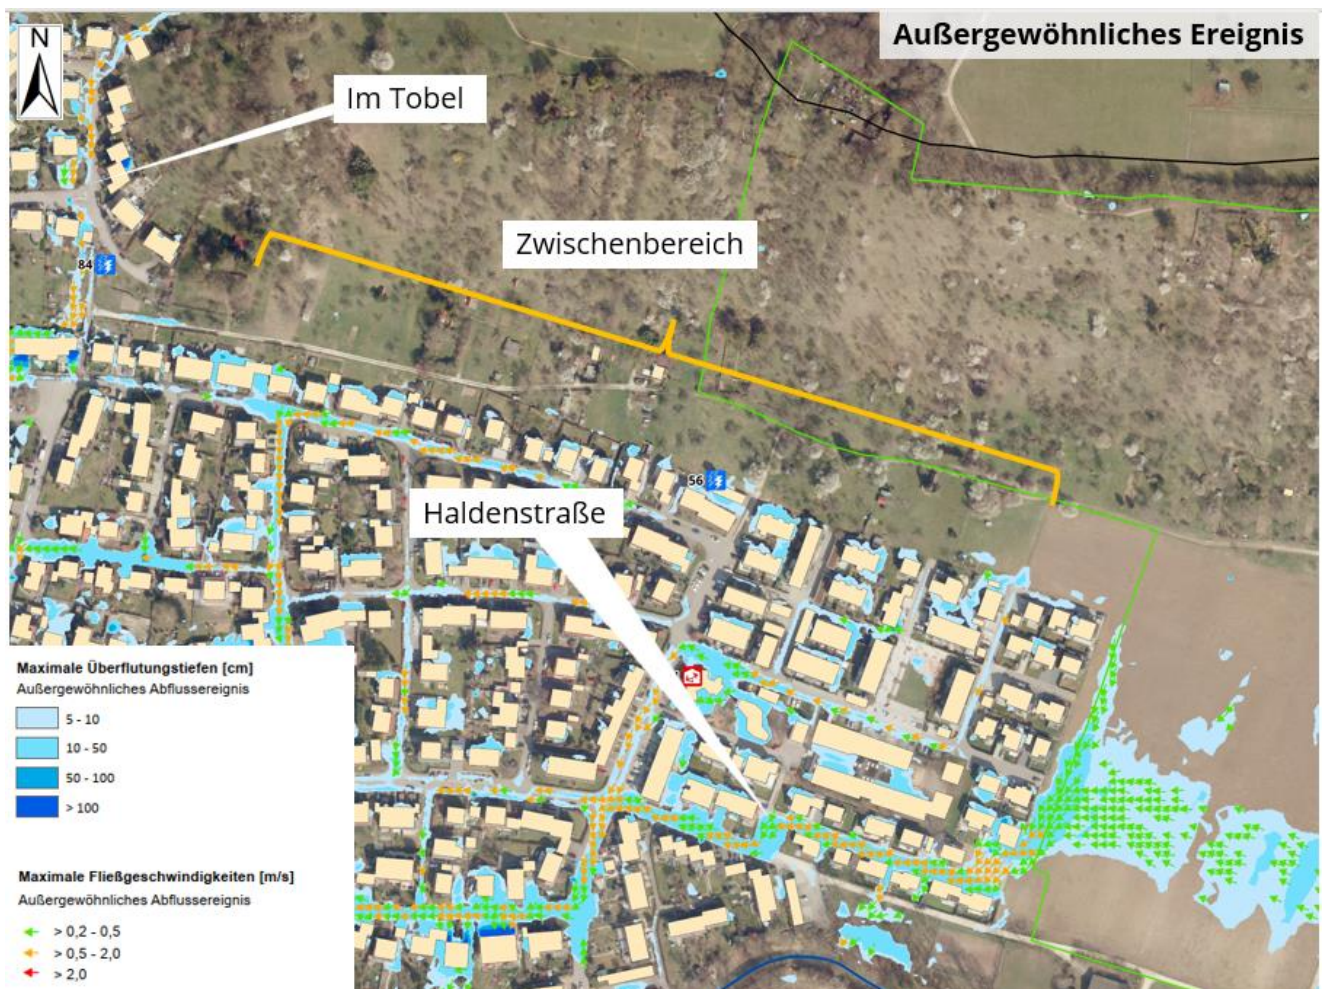 Außergewöhnliches Ereignis
N
Im Tobel
Zwischenbereich
84
56
Haldenstraße
Maximale Überflutungstiefen [cm]
Außergewöhnliches Abflussereignis
5 - 10
10 - 50
50 - 100
> 100
Maximale Fließgeschwindigkeiten [m/s]
Außergewöhnliches Abflussereignis
> 0,2 - 0,5
> 0,5 - 2,0
> 2,0